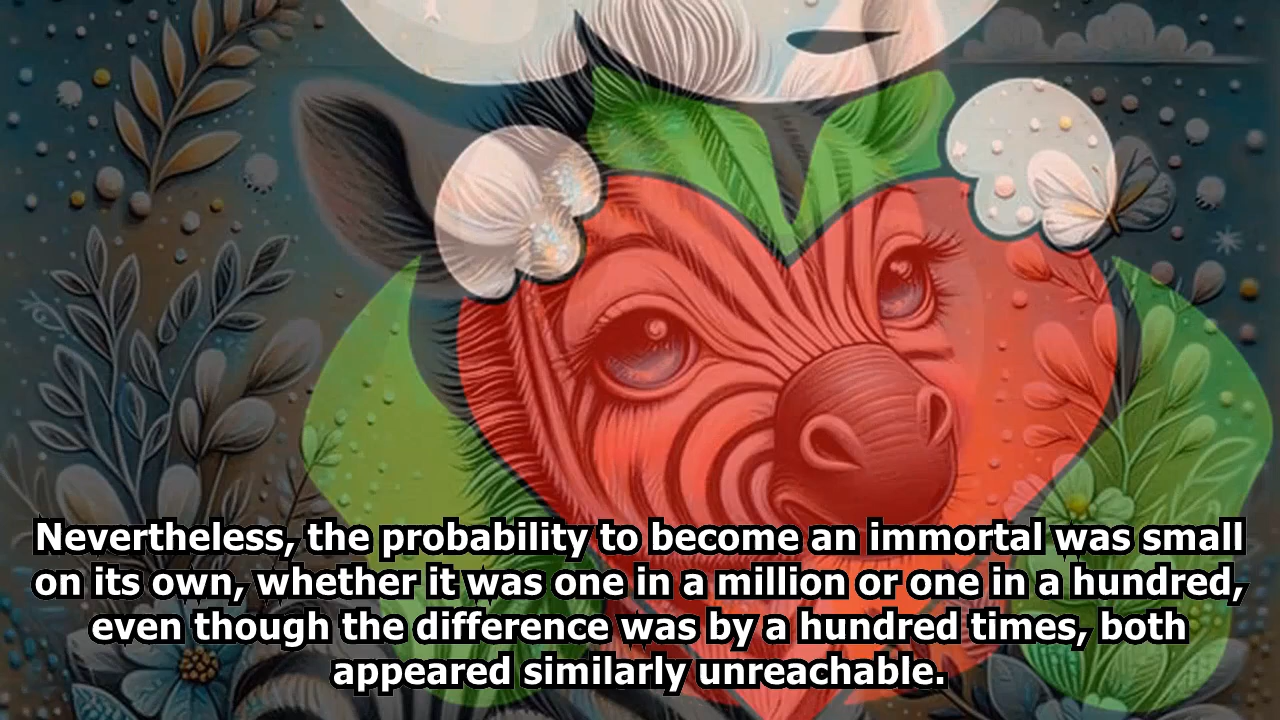 Nevertheless, the probability to become an immortal was small
on its own, whether it was one in a million or one in a hundred,
even though the difference was by a hundred times, both
appeared similarly unreachable.